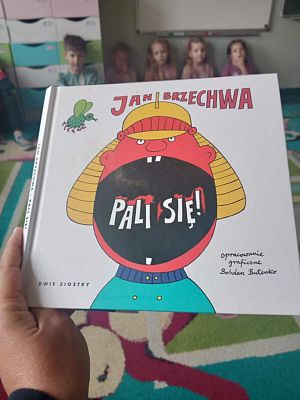 JAN BRZECHWA
PALI SIĘ!
Opracowanie
graficzne
Bohdan Butenko
DWIE SIOSTRY